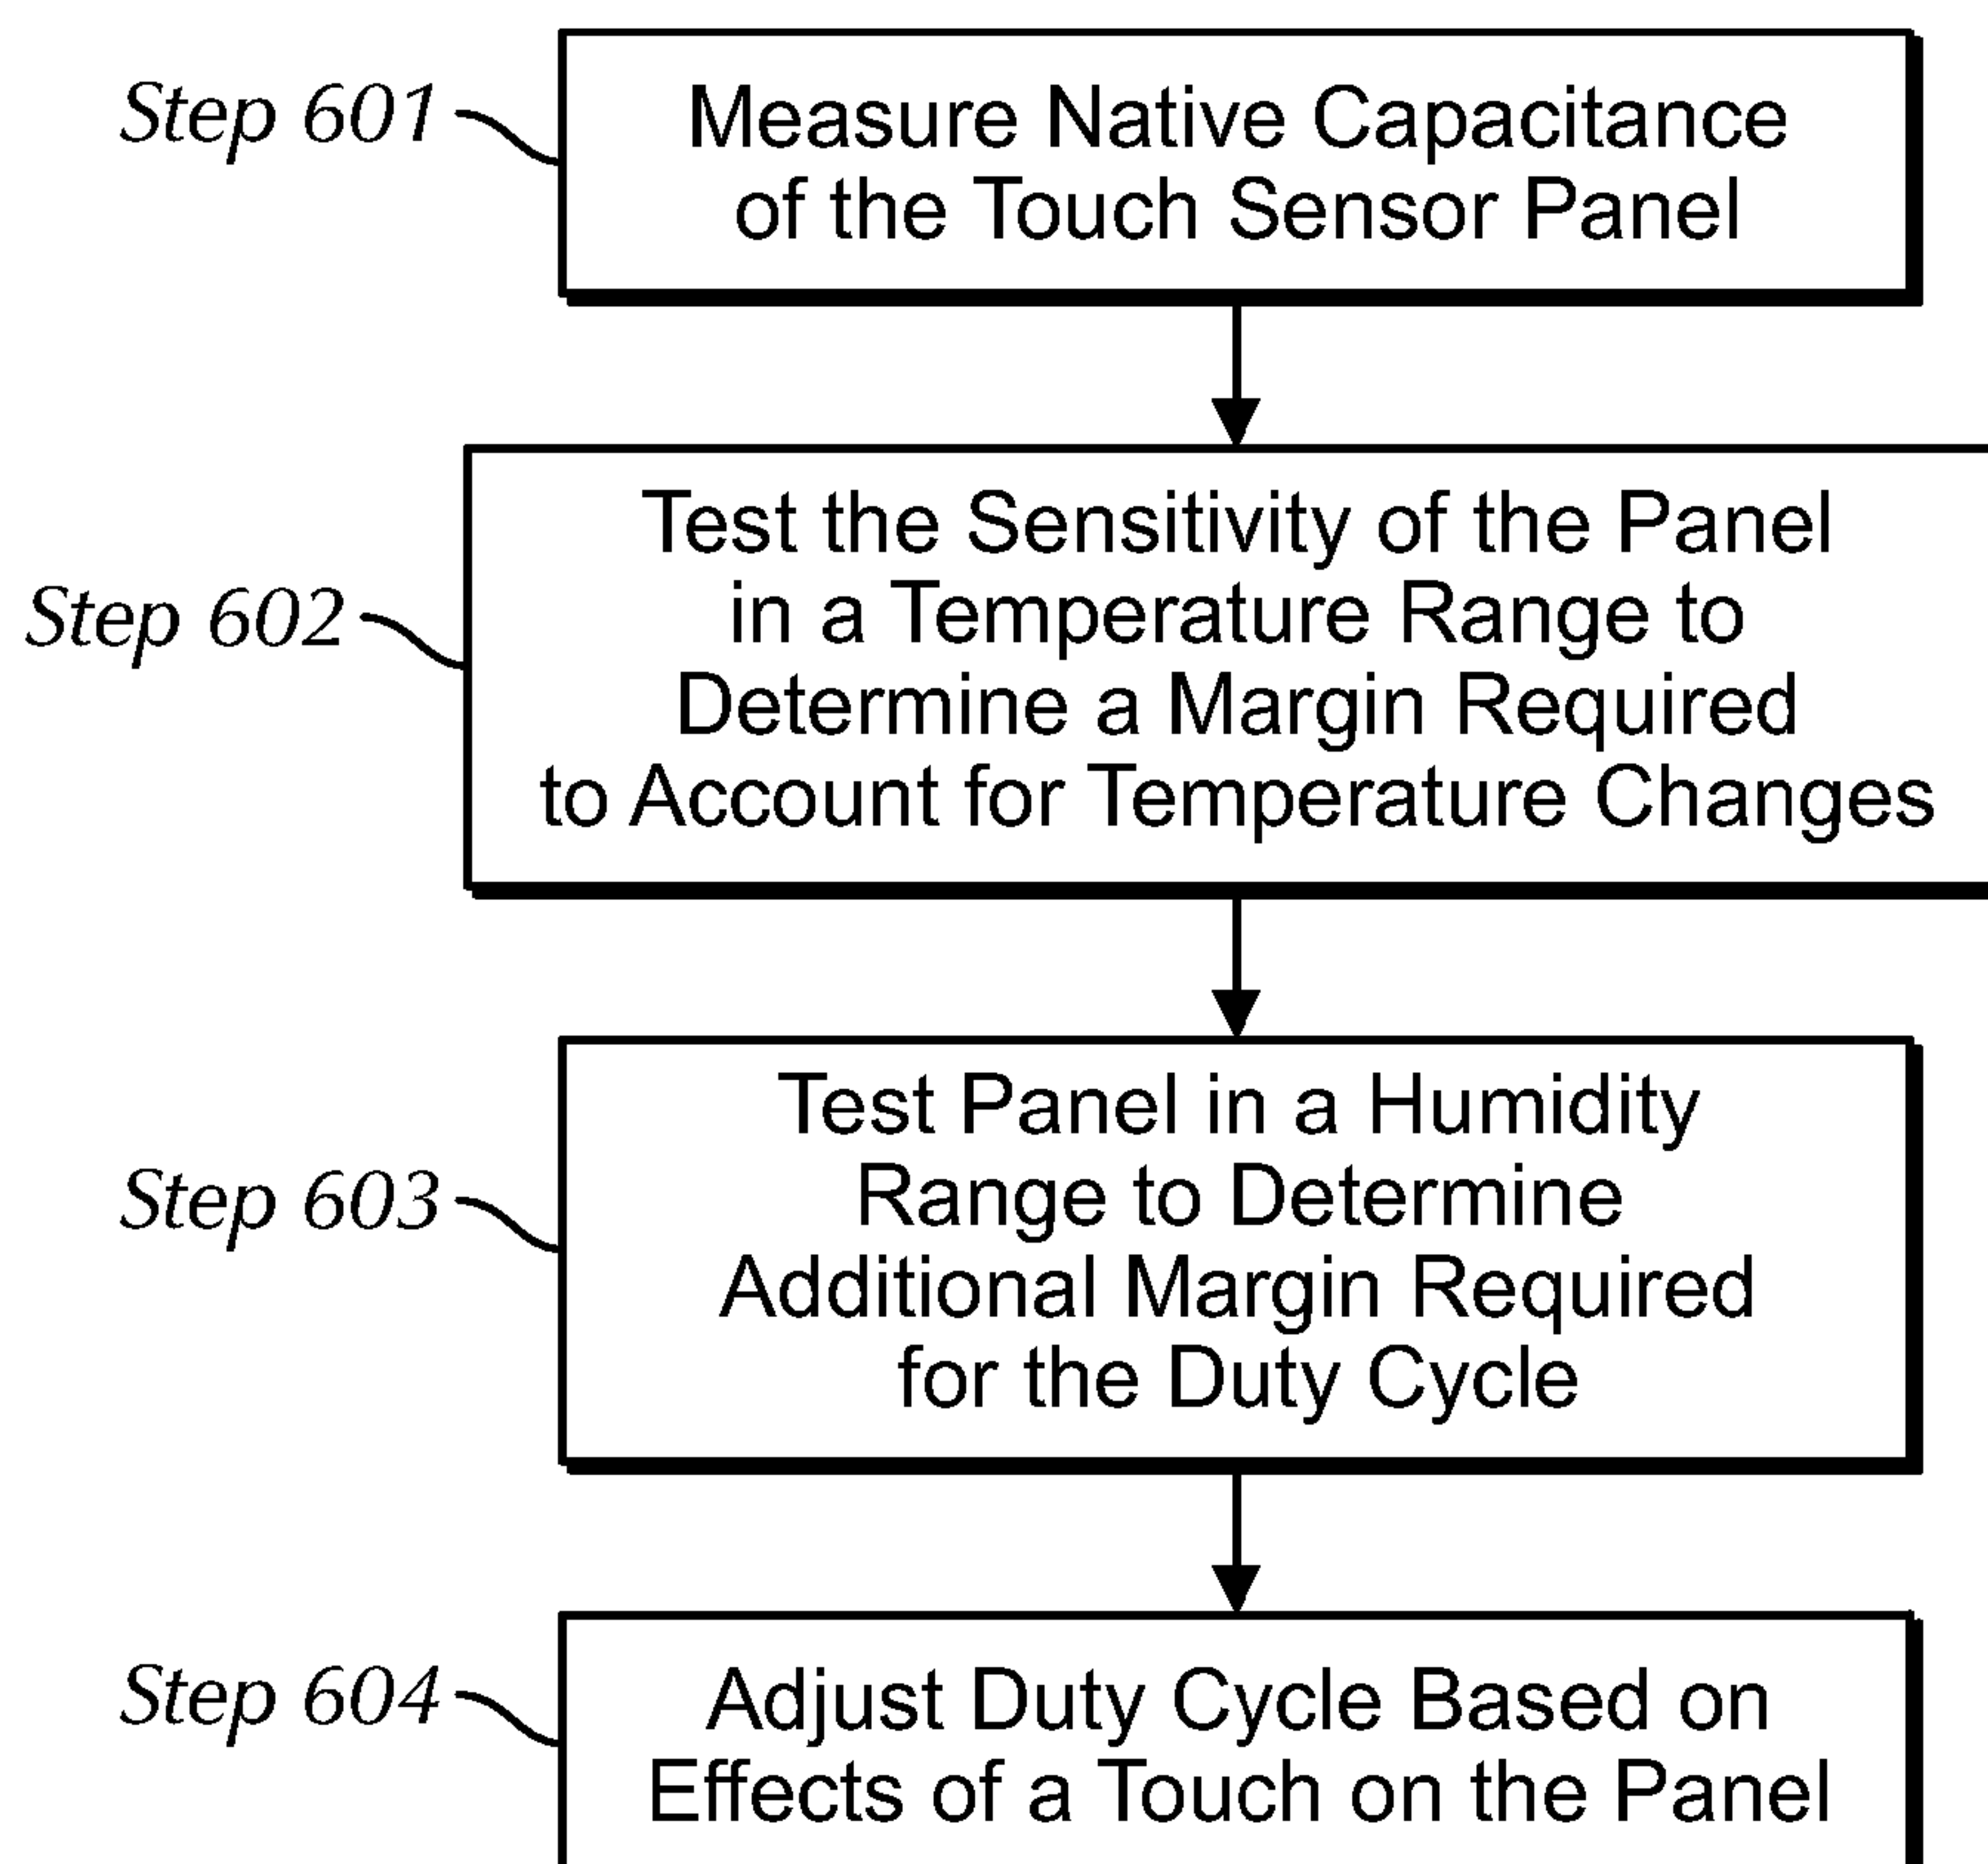 Step 601
Measure Native Capacitance
of the Touch Sensor Panel
Step 602
Test the Sensitivity of the Panel
in a Temperature Range to
Determine a Margin Required
to Account for Temperature Changes
Step 603
Test Panel in a Humidity
Range to Determine
Additional Margin Required
for the Duty Cycle
Step 604
Adjust Duty Cycle Based on
Effects of a Touch on the Panel